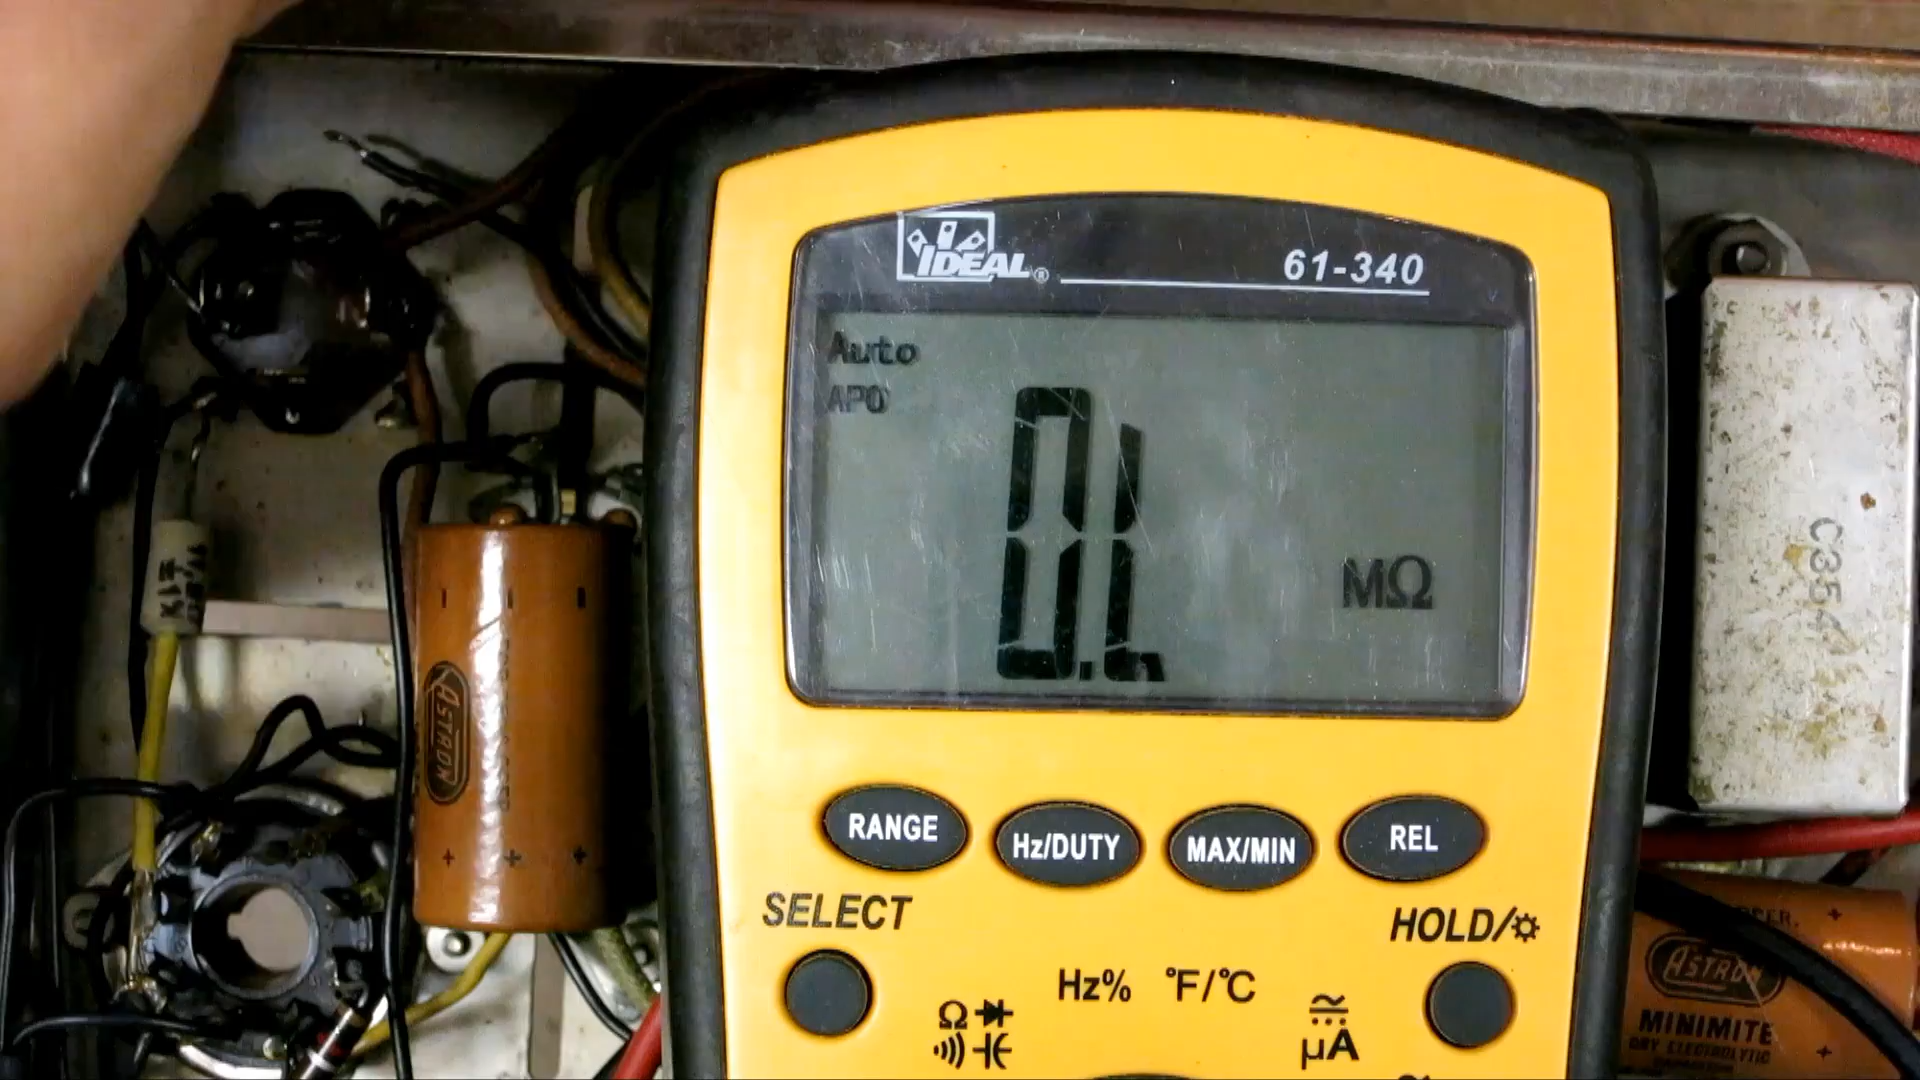 IDEAL®
61-340
Auto
APO
0.L
MΩ
RANGE
Hz/DUTY
MAX/MIN
REL
SELECT
HOLD/☼
Hz% °F/°C
Ω
μA
ASTRON
- - -
+ + +
C354
ASTRON
MINIMITE
DRY ELECTROLYTIC
+
+